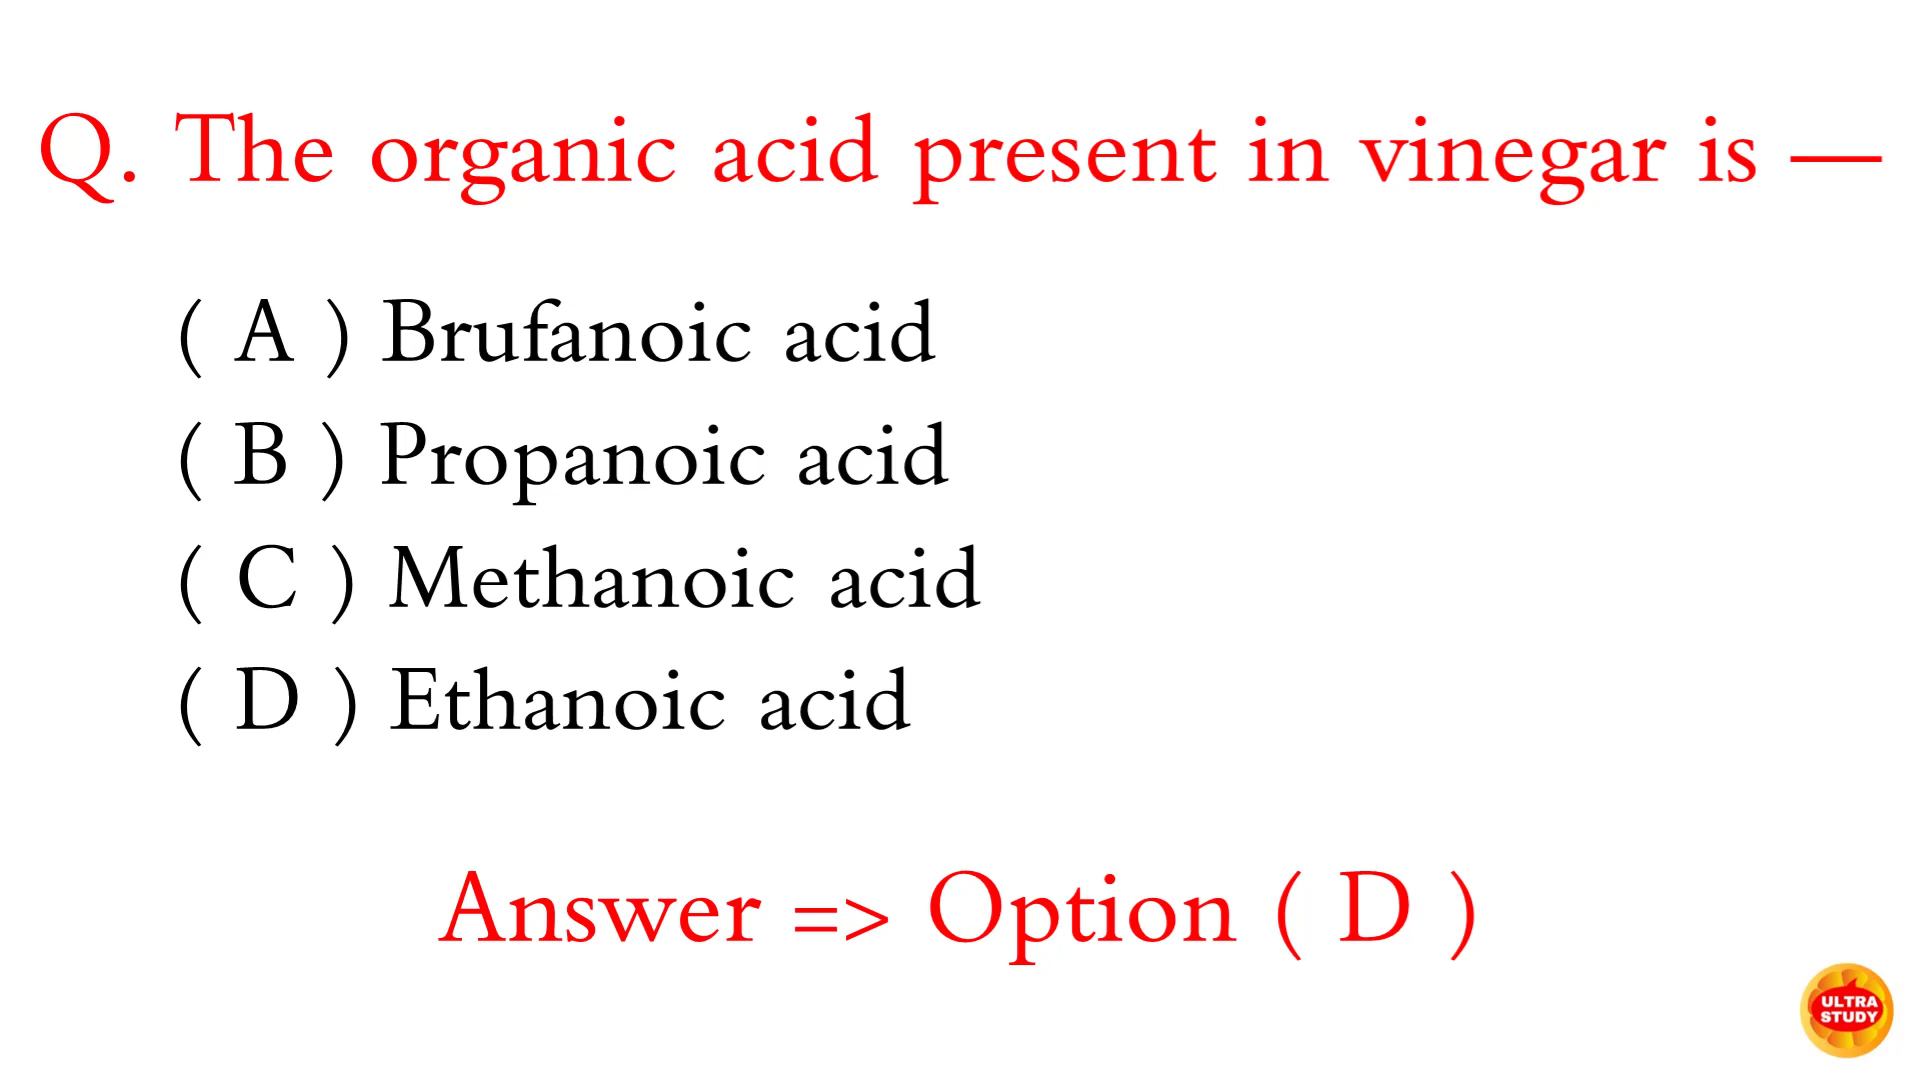 Q. The organic acid present in vinegar is —
( A ) Brufanoic acid
( B ) Propanoic acid
( C ) Methanoic acid
( D ) Ethanoic acid
Answer => Option ( D )
ULTRA
STUDY